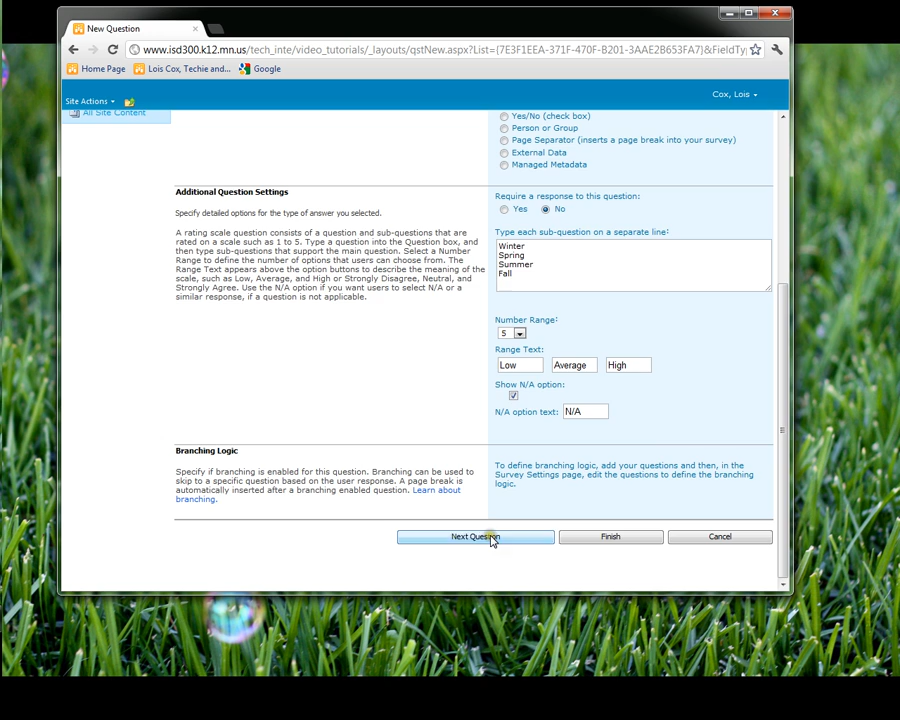 New Question
www.isd300.k12.mn.us/tech_inte/video_tutorials/_layouts/qstNew.aspx?List={7E3F1EEA-371F-470F-B201-3AAE2B653FA7}&FieldTy
Home Page Lois Cox, Techie and... Google
Cox, Lois
Site Actions
All Site Content
Yes/No (check box)
Person or Group
Page Separator (inserts a page break into your survey)
External Data
Managed Metadata
Additional Question Settings
Specify detailed options for the type of answer you selected.
A rating scale question consists of a question and sub-questions that are
rated on a scale such as 1 to 5. Type a question into the Question box, and
then type sub-questions that support the main question. Select a Number
Range to define the number of options that users can choose from. The
Range Text appears above the option buttons to describe the meaning of the
scale, such as Low, Average, and High or Strongly Disagree, Neutral, and
Strongly Agree. Use the N/A option if you want users to select N/A or a
similar response, if a question is not applicable.
Require a response to this question:
Yes No
Type each sub-question on a separate line:
Winter
Spring
Summer
Fall
Number Range:
5
Range Text:
Low Average High
Show N/A option:
N/A option text: N/A
Branching Logic
Specify if branching is enabled for this question. Branching can be used to
skip to a specific question based on the user response. A page break is
automatically inserted after a branching enabled question. Learn about
branching.
To define branching logic, add your questions and then, in the
Survey Settings page, edit the questions to define the branching
logic.
Next Question Finish Cancel